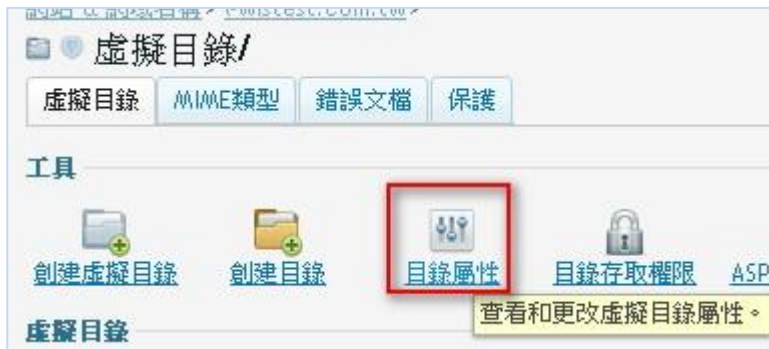 虛擬目錄/
虛擬目錄 MIME類型 錯誤文檔 保護
工具
創建虛擬目錄 創建目錄 目錄屬性 目錄存取權限 ASP
查看和更改虛擬目錄屬性。
虛擬目錄